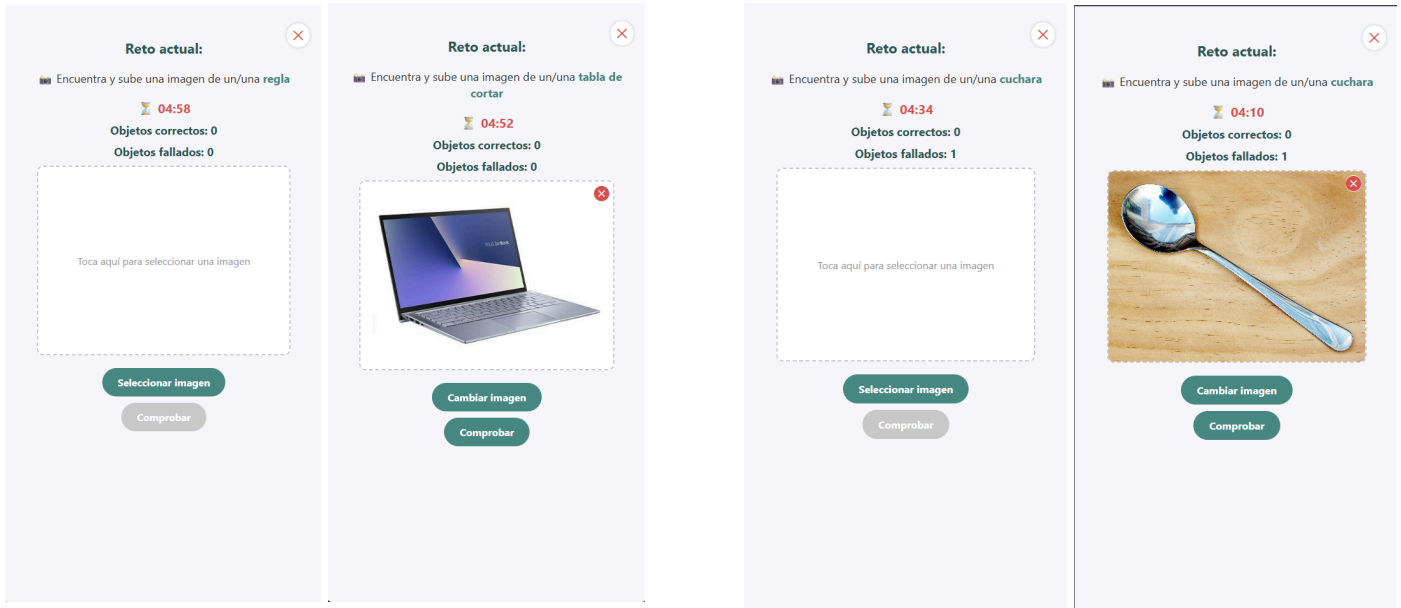 Reto actual:
📷 Encuentra y sube una imagen de un/una regla
⏳ 04:58
Objetos correctos: 0
Objetos fallados: 0
Toca aquí para seleccionar una imagen
Seleccionar imagen
Comprobar
Reto actual:
📷 Encuentra y sube una imagen de un/una tabla de
cortar
⏳ 04:52
Objetos correctos: 0
Objetos fallados: 0
Cambiar imagen
Comprobar
Reto actual:
📷 Encuentra y sube una imagen de un/una cuchara
⏳ 04:34
Objetos correctos: 0
Objetos fallados: 1
Toca aquí para seleccionar una imagen
Seleccionar imagen
Comprobar
Reto actual:
📷 Encuentra y sube una imagen de un/una cuchara
⏳ 04:10
Objetos correctos: 0
Objetos fallados: 1
Cambiar imagen
Comprobar